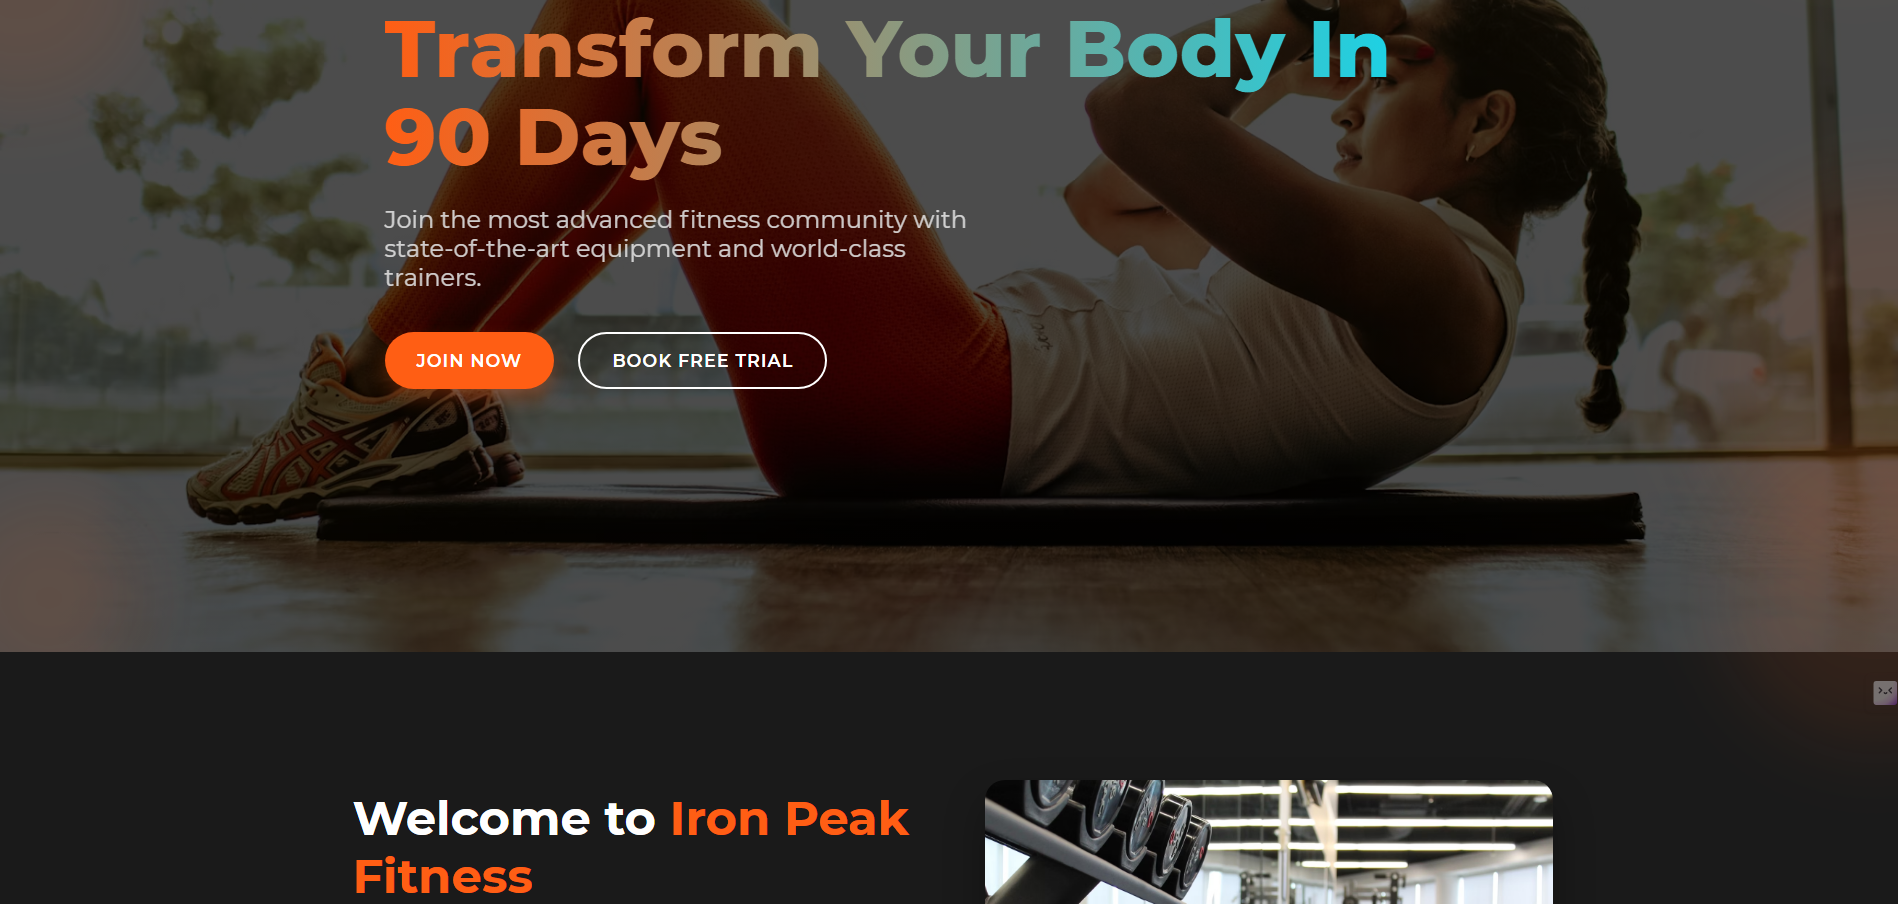 Transform Your Body In
90 Days
Join the most advanced fitness community with
state-of-the-art equipment and world-class
trainers.
JOIN NOW
BOOK FREE TRIAL
Welcome to Iron Peak
Fitness